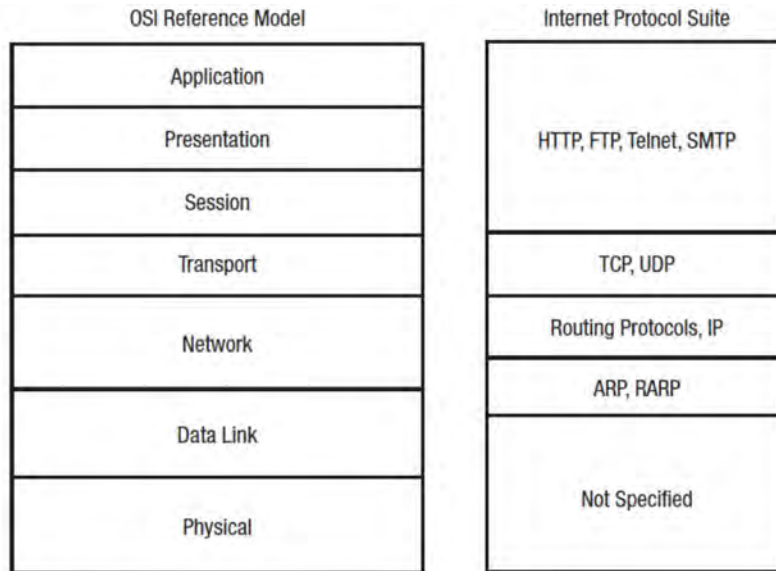 OSI Reference Model
Application
Presentation
Session
Transport
Network
Data Link
Physical
Internet Protocol Suite
HTTP, FTP, Telnet, SMTP
TCP, UDP
Routing Protocols, IP
ARP, RARP
Not Specified